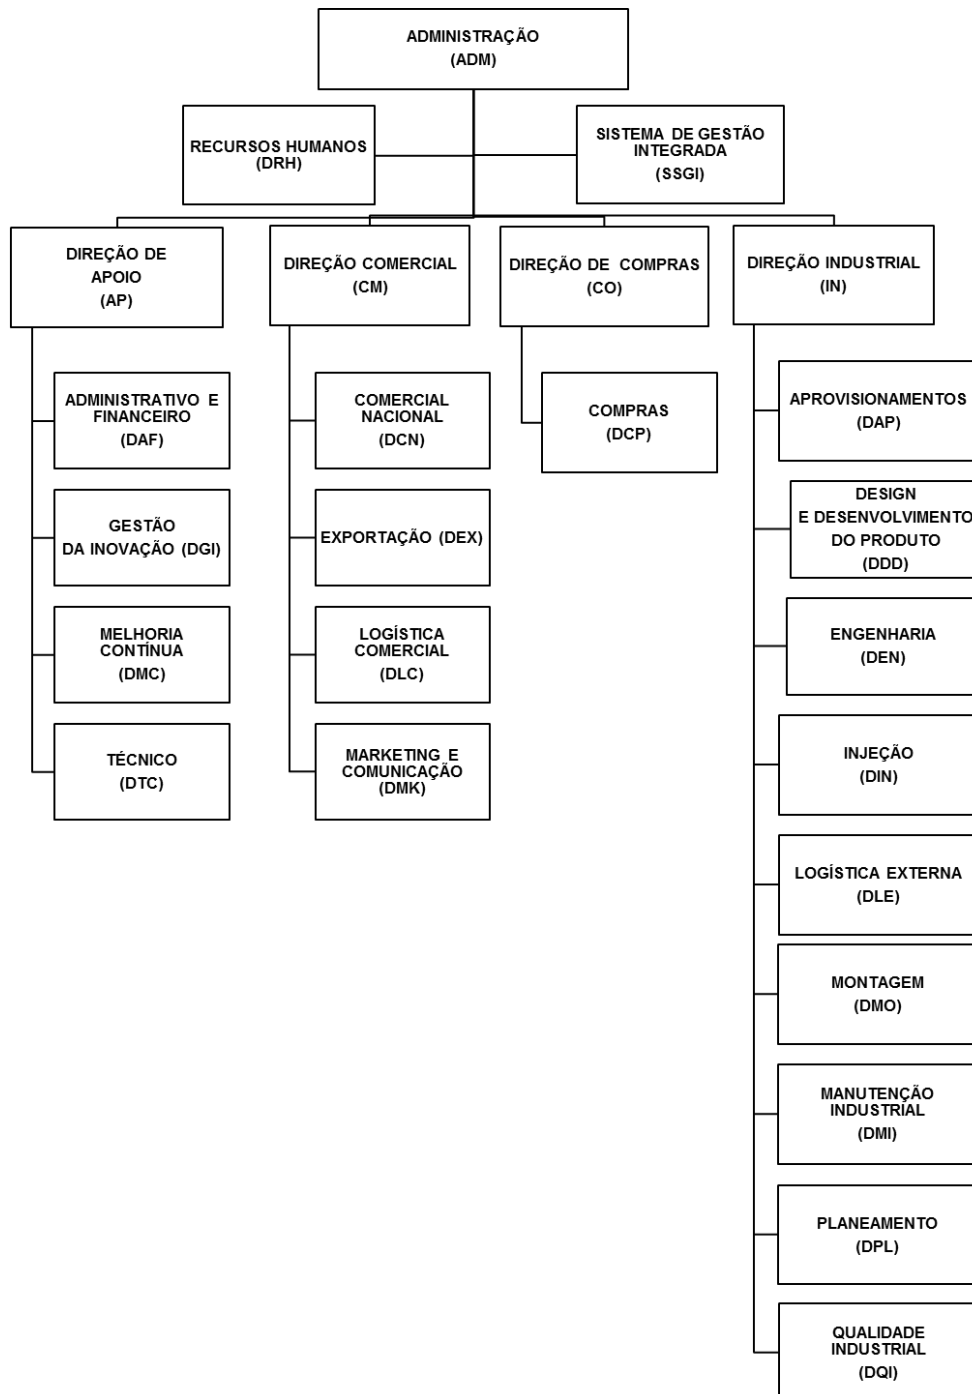 ADMINISTRAÇÃO
(ADM)
RECURSOS HUMANOS
(DRH)
SISTEMA DE GESTÃO
INTEGRADA
(SSGI)
DIREÇÃO DE
APOIO
(AP)
DIREÇÃO COMERCIAL
(CM)
DIREÇÃO DE COMPRAS
(CO)
DIREÇÃO INDUSTRIAL
(IN)
ADMINISTRATIVO E
FINANCEIRO
(DAF)
GESTÃO
DA INOVAÇÃO (DGI)
MELHORIA
CONTÍNUA
(DMC)
TÉCNICO
(DTC)
COMERCIAL
NACIONAL
(DCN)
EXPORTAÇÃO (DEX)
LOGÍSTICA
COMERCIAL
(DLC)
MARKETING E
COMUNICAÇÃO
(DMK)
COMPRAS
(DCP)
APROVISIONAMENTOS
(DAP)
DESIGN
E DESENVOLVIMENTO
DO PRODUTO
(DDD)
ENGENHARIA
(DEN)
INJEÇÃO
(DIN)
LOGÍSTICA EXTERNA
(DLE)
MONTAGEM
(DMO)
MANUTENÇÃO
INDUSTRIAL
(DMI)
PLANEAMENTO
(DPL)
QUALIDADE
INDUSTRIAL
(DQI)